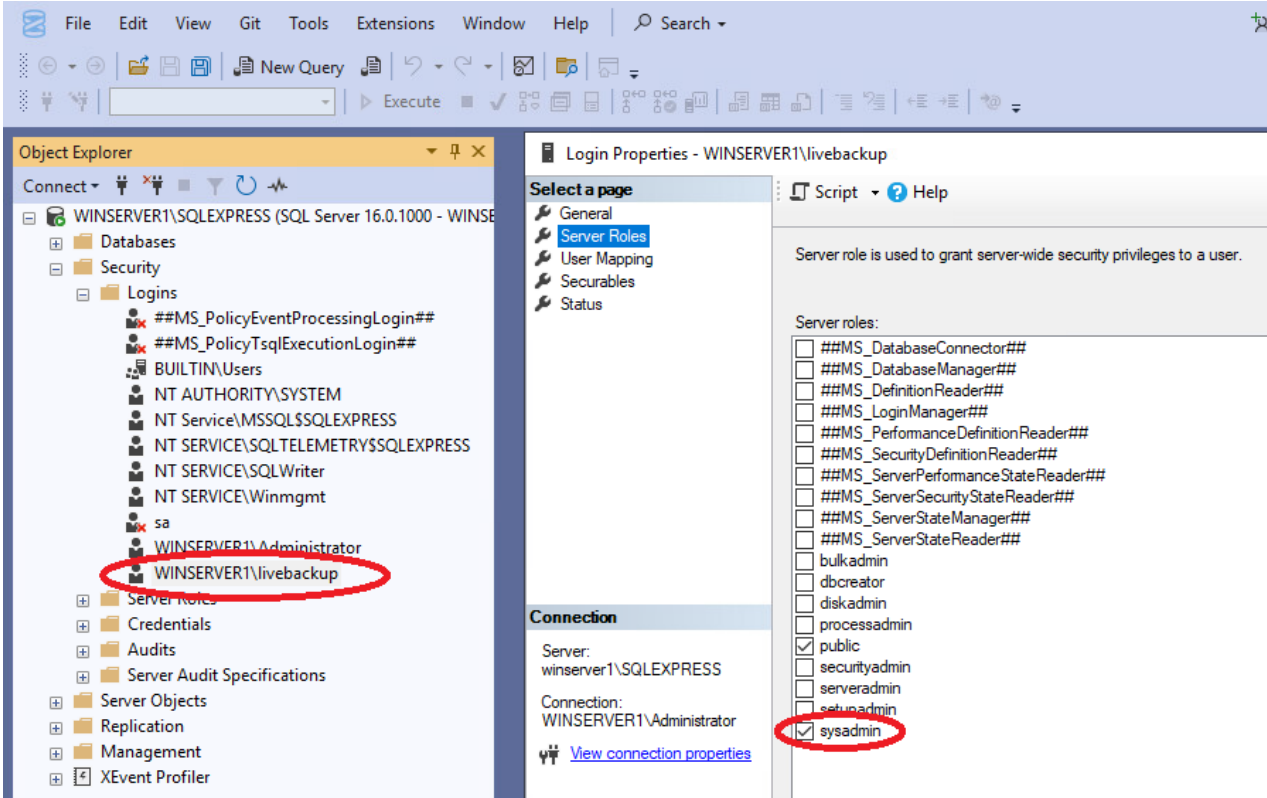 File Edit View Git Tools Extensions Window Help Search
New Query
Execute
Object Explorer
Connect
WINSERVER1\SQLEXPRESS (SQL Server 16.0.1000 - WINSE
Databases
Security
Logins
##MS_PolicyEventProcessingLogin##
##MS_PolicyTsqlExecutionLogin##
BUILTIN\Users
NT AUTHORITY\SYSTEM
NT Service\MSSQL$SQLEXPRESS
NT SERVICE\SQLTELEMETRY$SQLEXPRESS
NT SERVICE\SQLWriter
NT SERVICE\Winmgmt
sa
WINSERVER1\Administrator
WINSERVER1\livebackup
Server Roles
Credentials
Audits
Server Audit Specifications
Server Objects
Replication
Management
XEvent Profiler
Login Properties - WINSERVER1\livebackup
Select a page
General
Server Roles
User Mapping
Securables
Status
Connection
Server:
winserver1\SQLEXPRESS
Connection:
WINSERVER1\Administrator
View connection properties
Script Help
Server role is used to grant server-wide security privileges to a user.
Server roles:
##MS_DatabaseConnector##
##MS_DatabaseManager##
##MS_DefinitionReader##
##MS_LoginManager##
##MS_PerformanceDefinitionReader##
##MS_SecurityDefinitionReader##
##MS_ServerPerformanceStateReader##
##MS_ServerSecurityStateReader##
##MS_ServerStateManager##
##MS_ServerStateReader##
bulkadmin
dbcreator
diskadmin
processadmin
public
securityadmin
serveradmin
setupadmin
sysadmin